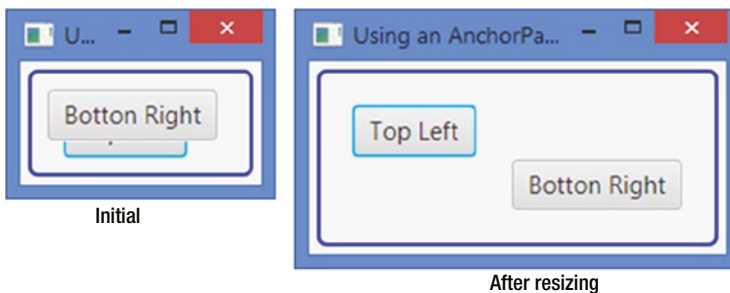 U...
Botton Right
Initial
Using an AnchorPa...
Top Left
Botton Right
After resizing